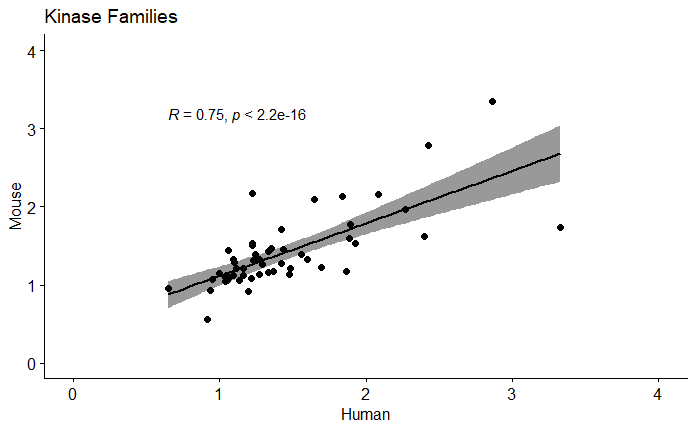 Kinase Families
4
3
2
1
0
Mouse
R = 0.75, p < 2.2e-16
0 1 2 3 4
Human